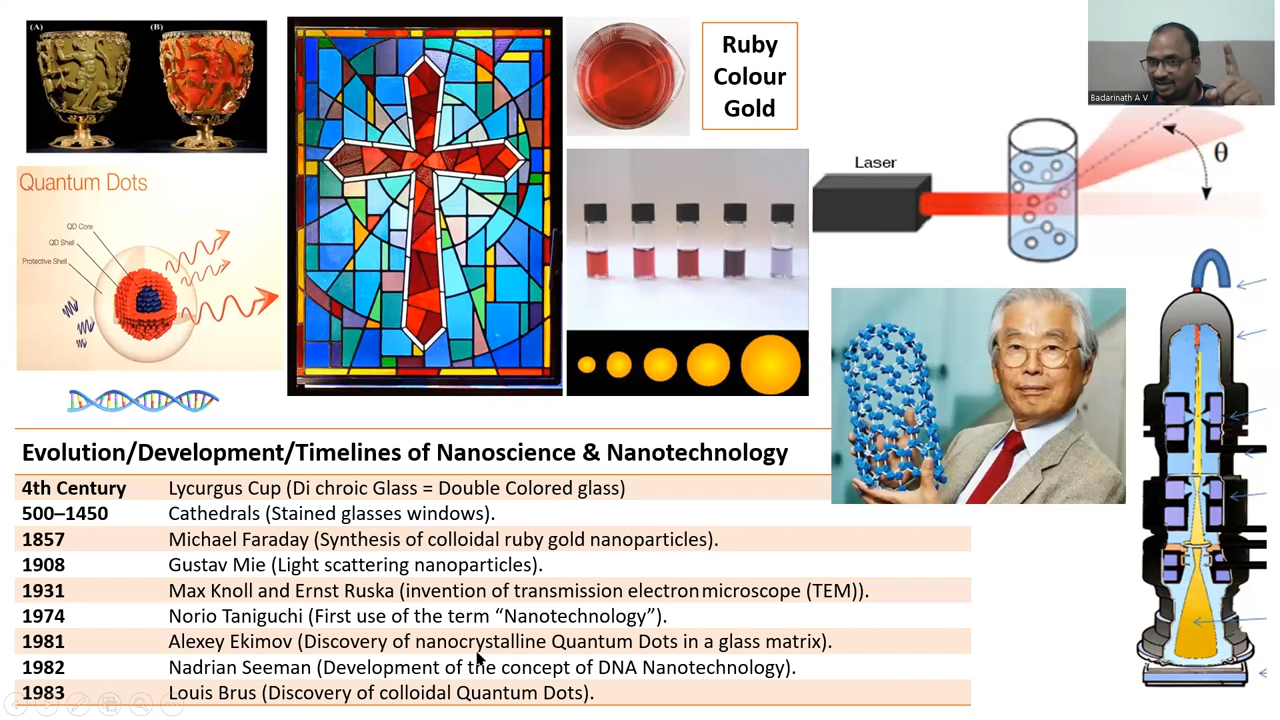 (A)
(B)
Ruby
Colour
Gold
Badarinath A V
Laser
θ
Quantum Dots
QD Core
QD Shell
Protective Shell
Evolution/Development/Timelines of Nanoscience & Nanotechnology
4th Century Lycurgus Cup (Di chroic Glass = Double Colored glass)
500–1450 Cathedrals (Stained glasses windows).
1857 Michael Faraday (Synthesis of colloidal ruby gold nanoparticles).
1908 Gustav Mie (Light scattering nanoparticles).
1931 Max Knoll and Ernst Ruska (invention of transmission electron microscope (TEM)).
1974 Norio Taniguchi (First use of the term “Nanotechnology”).
1981 Alexey Ekimov (Discovery of nanocrystalline Quantum Dots in a glass matrix).
1982 Nadrian Seeman (Development of the concept of DNA Nanotechnology).
1983 Louis Brus (Discovery of colloidal Quantum Dots).